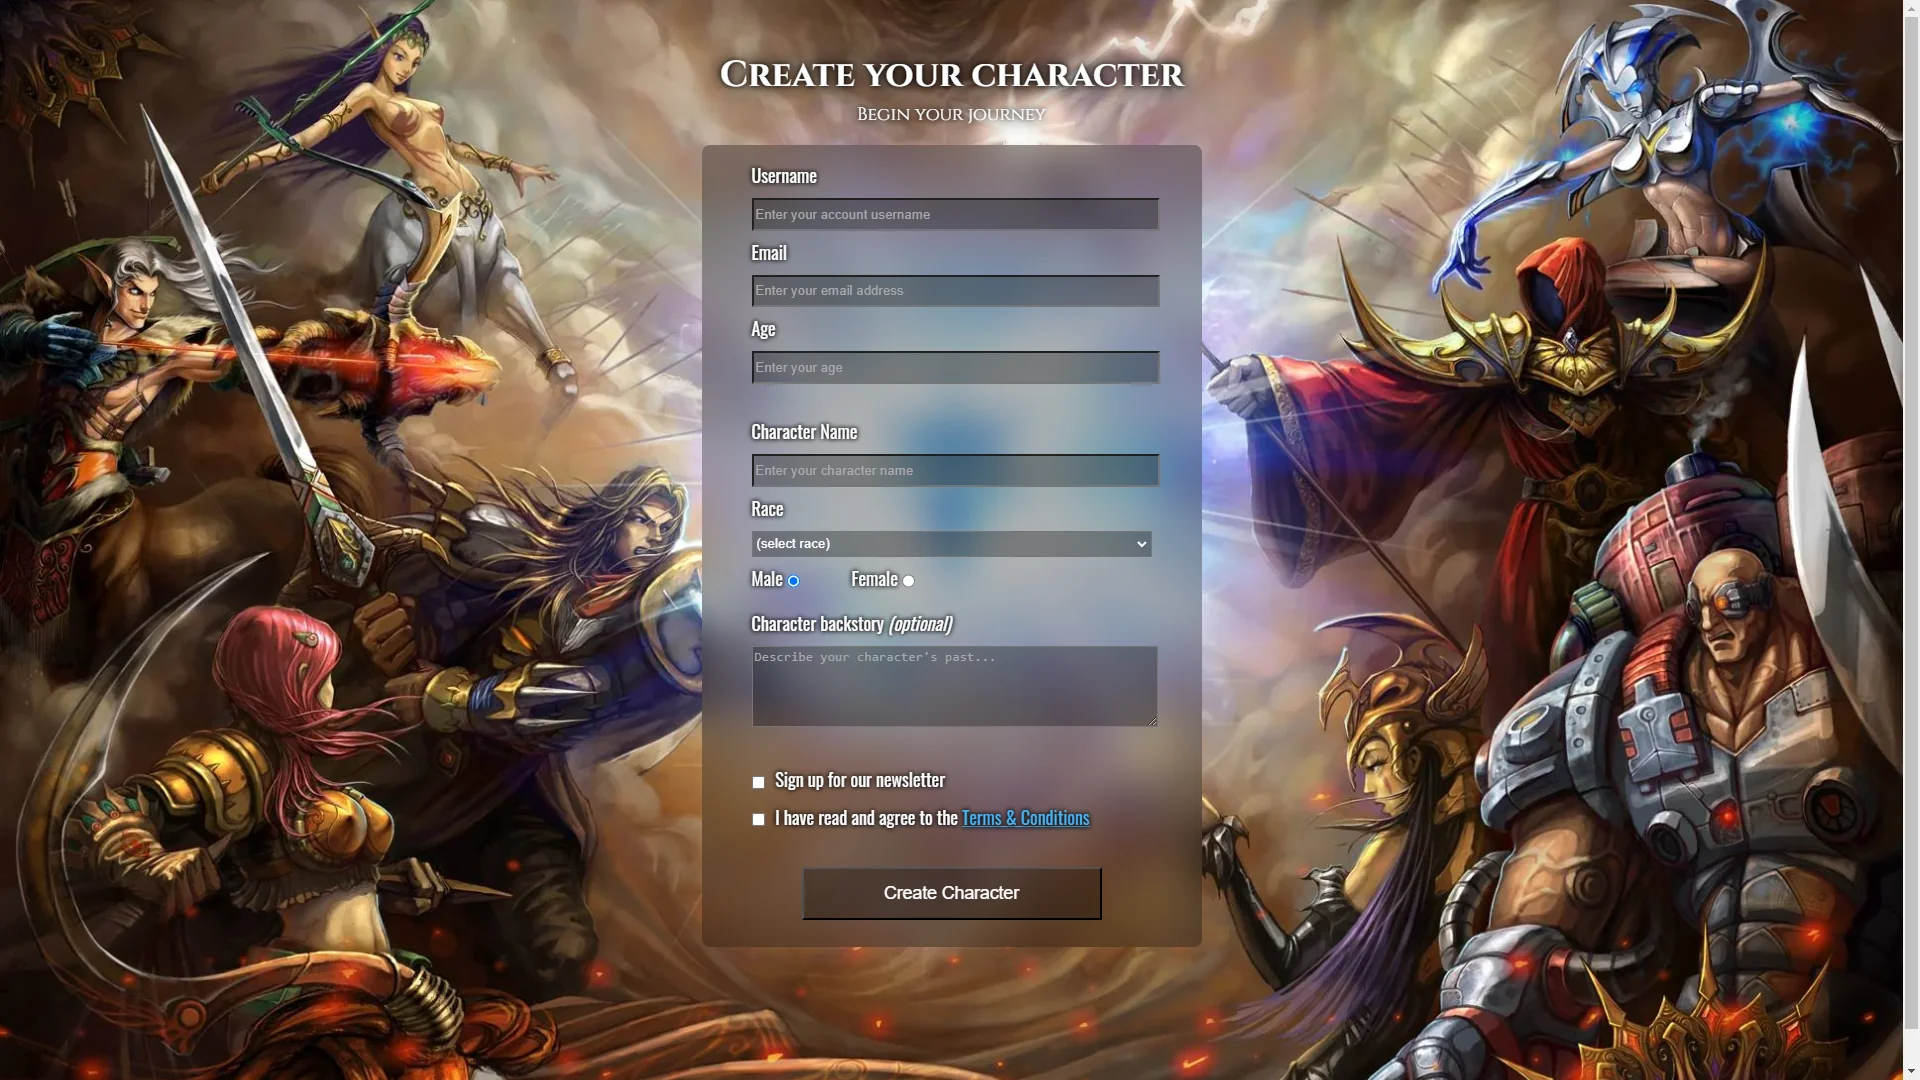 Create your character
Begin your journey
Username
Enter your account username
Email
Enter your email address
Age
Enter your age
Character Name
Enter your character name
Race
(select race)
Male Female
Character backstory (optional)
Describe your character's past...
Sign up for our newsletter
I have read and agree to the Terms & Conditions
Create Character